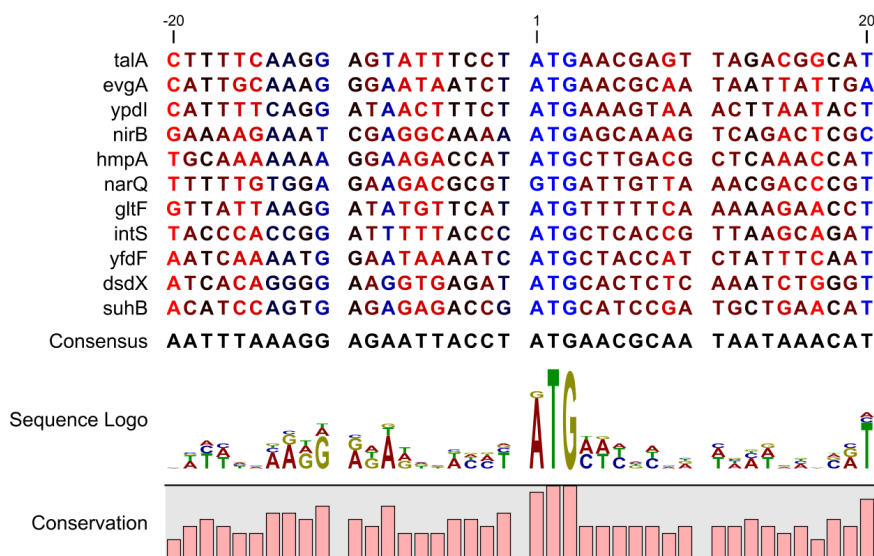 -20 1 20
talA CTTTTCAAGG AGTATTTCCT ATGAACGAGT TAGACGGCAT
evgA CATTGCAAAG GGAATAATCT ATGAACGCAA TAATTATTGA
ypdI CATTTTCAGG ATAACTTTCT ATGAAAGTAA ACTTAATACT
nirB GAAAAGAAAT CGAGGCAAAA ATGAGCAAAG TCAGACTCGC
hmpA TGCAAAAAAA GGAAGACCAT ATGCTTGACG CTCAAACCAT
narQ TTTTTGTGGA GAAGACGCGT GTGATTGTTA AACGACCCGT
gltF GTTATTAAGG ATATGTTCAT ATGTTTTTCA AAAAGAACCT
intS TACCCACCGG ATTTTTACCC ATGCTCACCG TTAAGCAGAT
yfdF AATCAAAATG GAATAAAATC ATGCTACCAT CTATTTCAAT
dsdX ATCACAGGGG AAGGTGAGAT ATGCACTCTC AAATCTGGGT
suhB ACATCCAGTG AGAGAGACCG ATGCATCCGA TGCTGAACAT
Consensus AATTTAAAGG AGAATTACCT ATGAACGCAA TAATAAACAT
Sequence Logo
Conservation